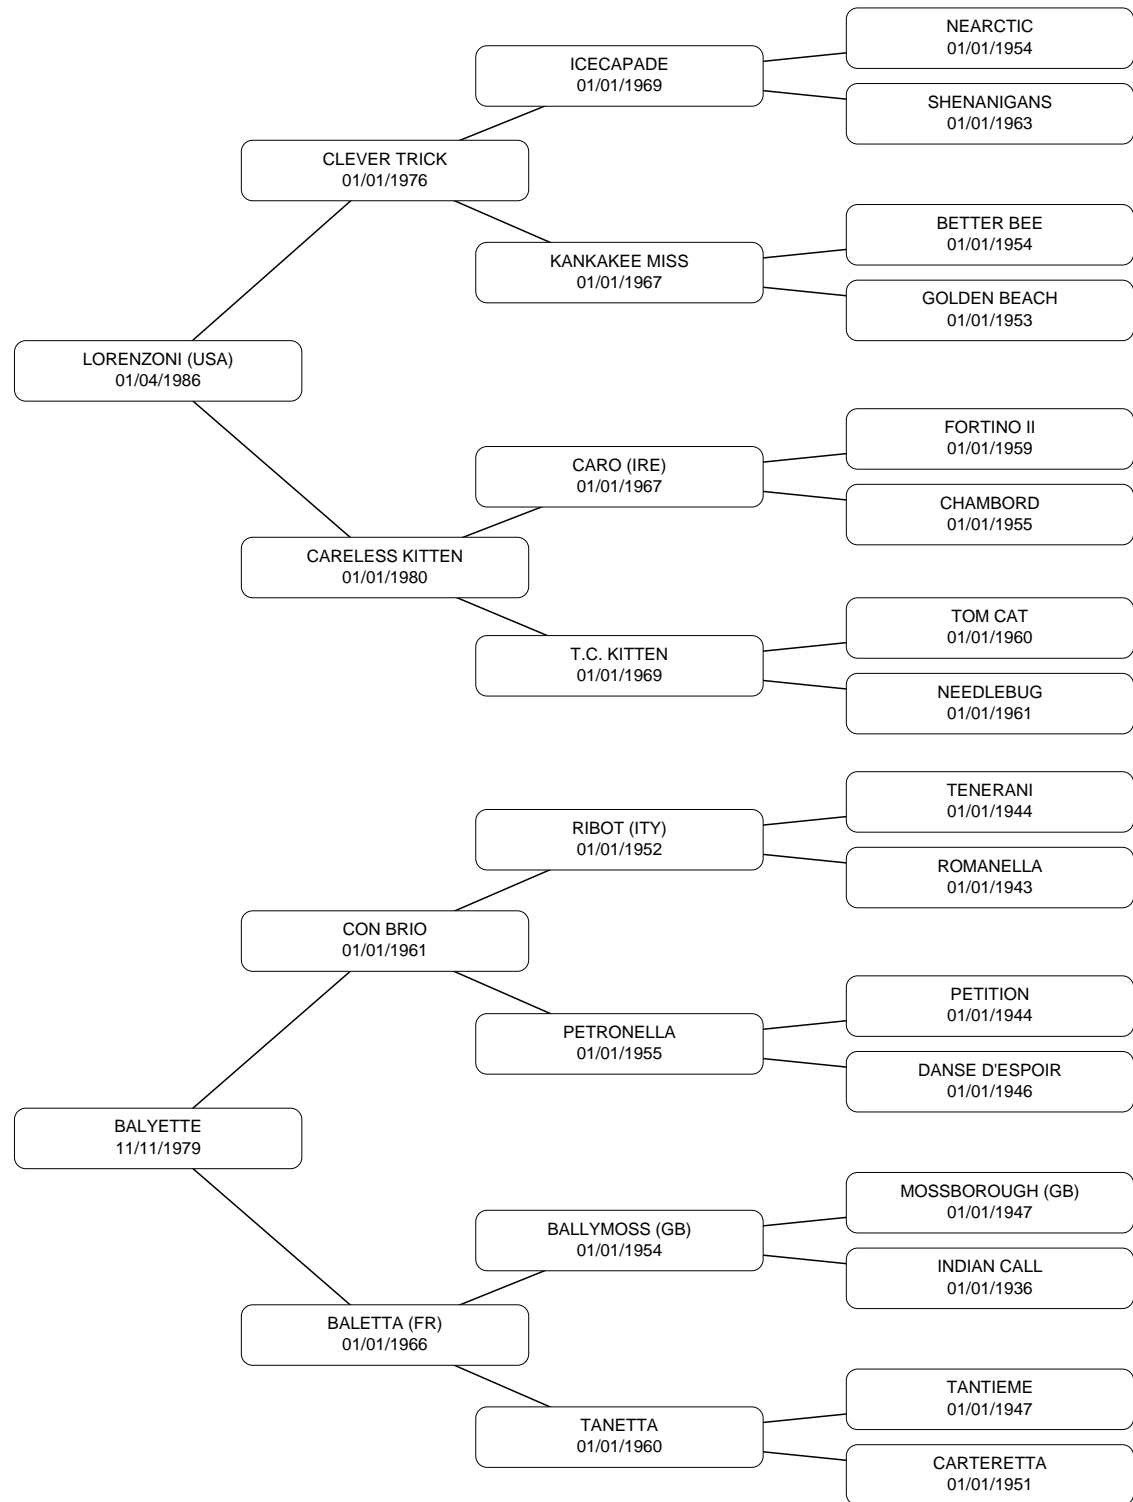 NEARCTIC
01/01/1954
ICECAPADE
01/01/1969
SHENANIGANS
01/01/1963
CLEVER TRICK
01/01/1976
BETTER BEE
01/01/1954
KANKAKEE MISS
01/01/1967
GOLDEN BEACH
01/01/1953
LORENZONI (USA)
01/04/1986
FORTINO II
01/01/1959
CARO (IRE)
01/01/1967
CHAMBORD
01/01/1955
CARELESS KITTEN
01/01/1980
TOM CAT
01/01/1960
T.C. KITTEN
01/01/1969
NEEDLEBUG
01/01/1961
TENERANI
01/01/1944
RIBOT (ITY)
01/01/1952
ROMANELLA
01/01/1943
CON BRIO
01/01/1961
PETITION
01/01/1944
PETRONELLA
01/01/1955
DANSE D'ESPOIR
01/01/1946
BALYETTE
11/11/1979
MOSSBOROUGH (GB)
01/01/1947
BALLYMOSS (GB)
01/01/1954
INDIAN CALL
01/01/1936
BALETTA (FR)
01/01/1966
TANTIEME
01/01/1947
TANETTA
01/01/1960
CARTERETTA
01/01/1951